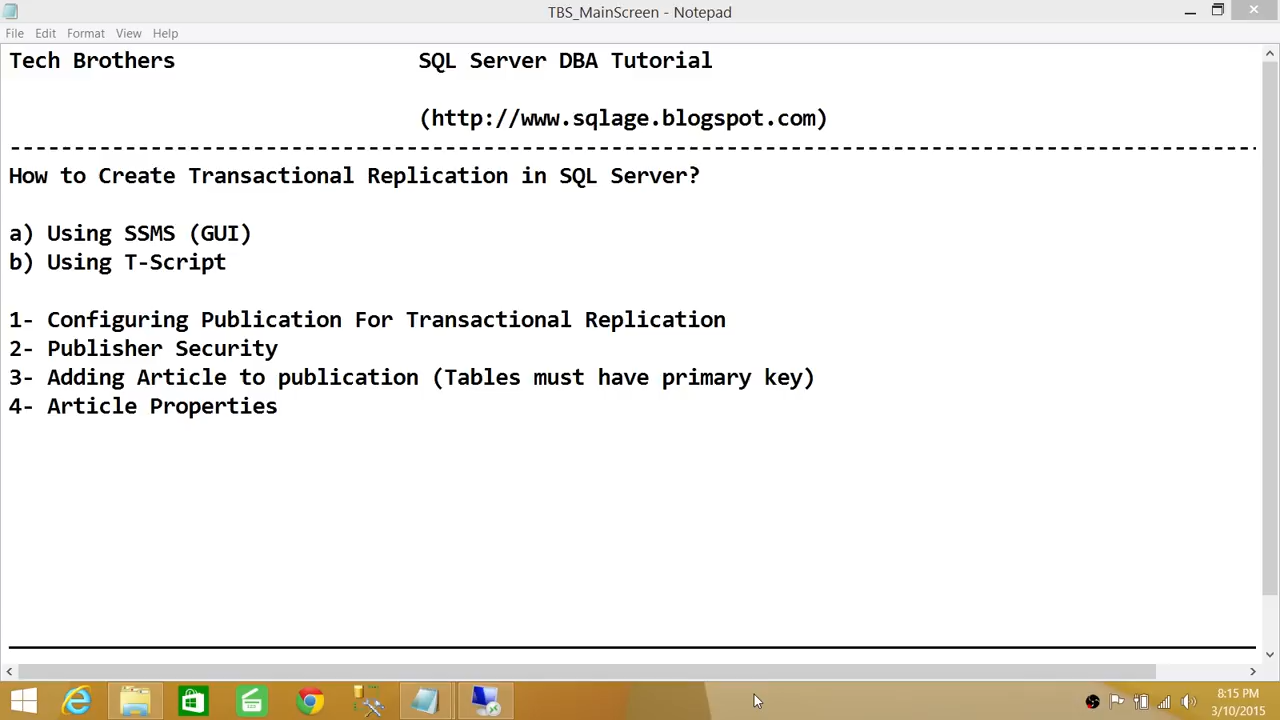 TBS_MainScreen - Notepad
File Edit Format View Help
Tech Brothers SQL Server DBA Tutorial
(http://www.sqlage.blogspot.com)
How to Create Transactional Replication in SQL Server?
a) Using SSMS (GUI)
b) Using T-Script
1- Configuring Publication For Transactional Replication
2- Publisher Security
3- Adding Article to publication (Tables must have primary key)
4- Article Properties
8:15 PM
3/10/2015